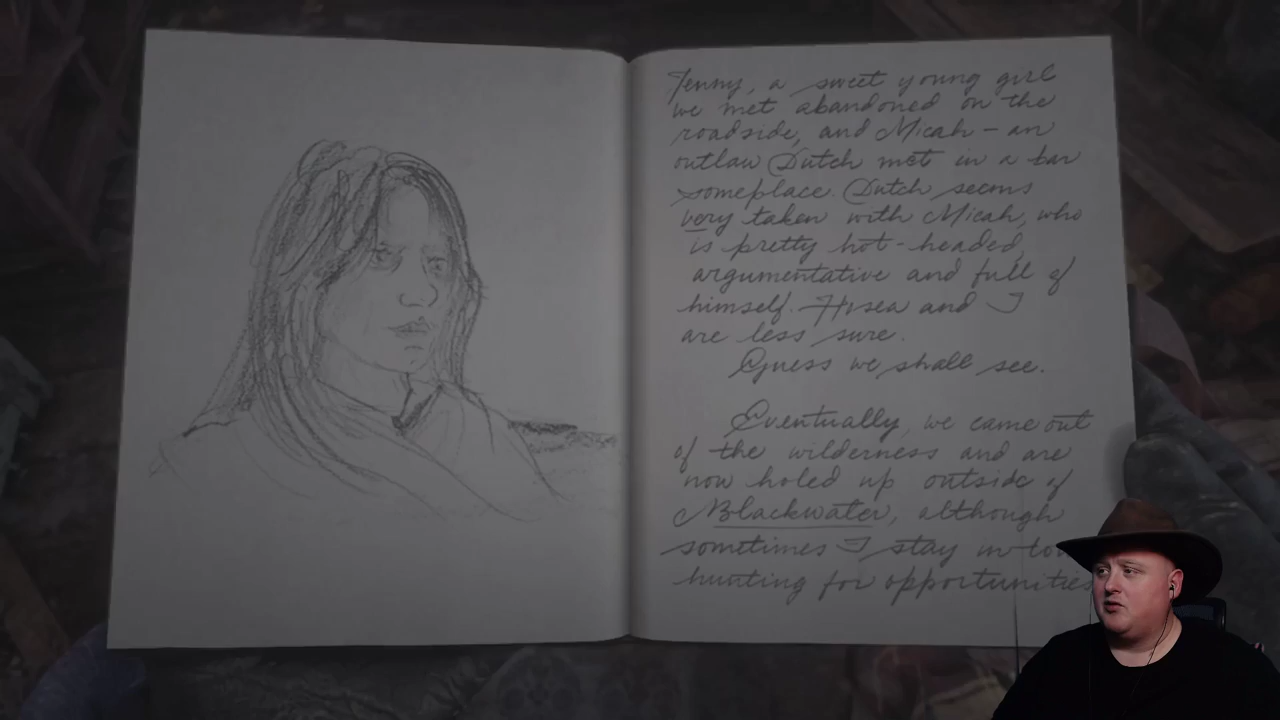 Jenny, a sweet young girl
we met abandoned on the
roadside, and Micah – an
outlaw Dutch met in a bar
someplace. Dutch seems
very taken with Micah, who
is pretty hot-headed,
argumentative and full of
himself. Hosea and I
are less sure.
Guess we shall see.
Eventually, we came out
of the wilderness and are
now holed up outside of
Blackwater, although
sometimes I stay in
hunting for opportunities